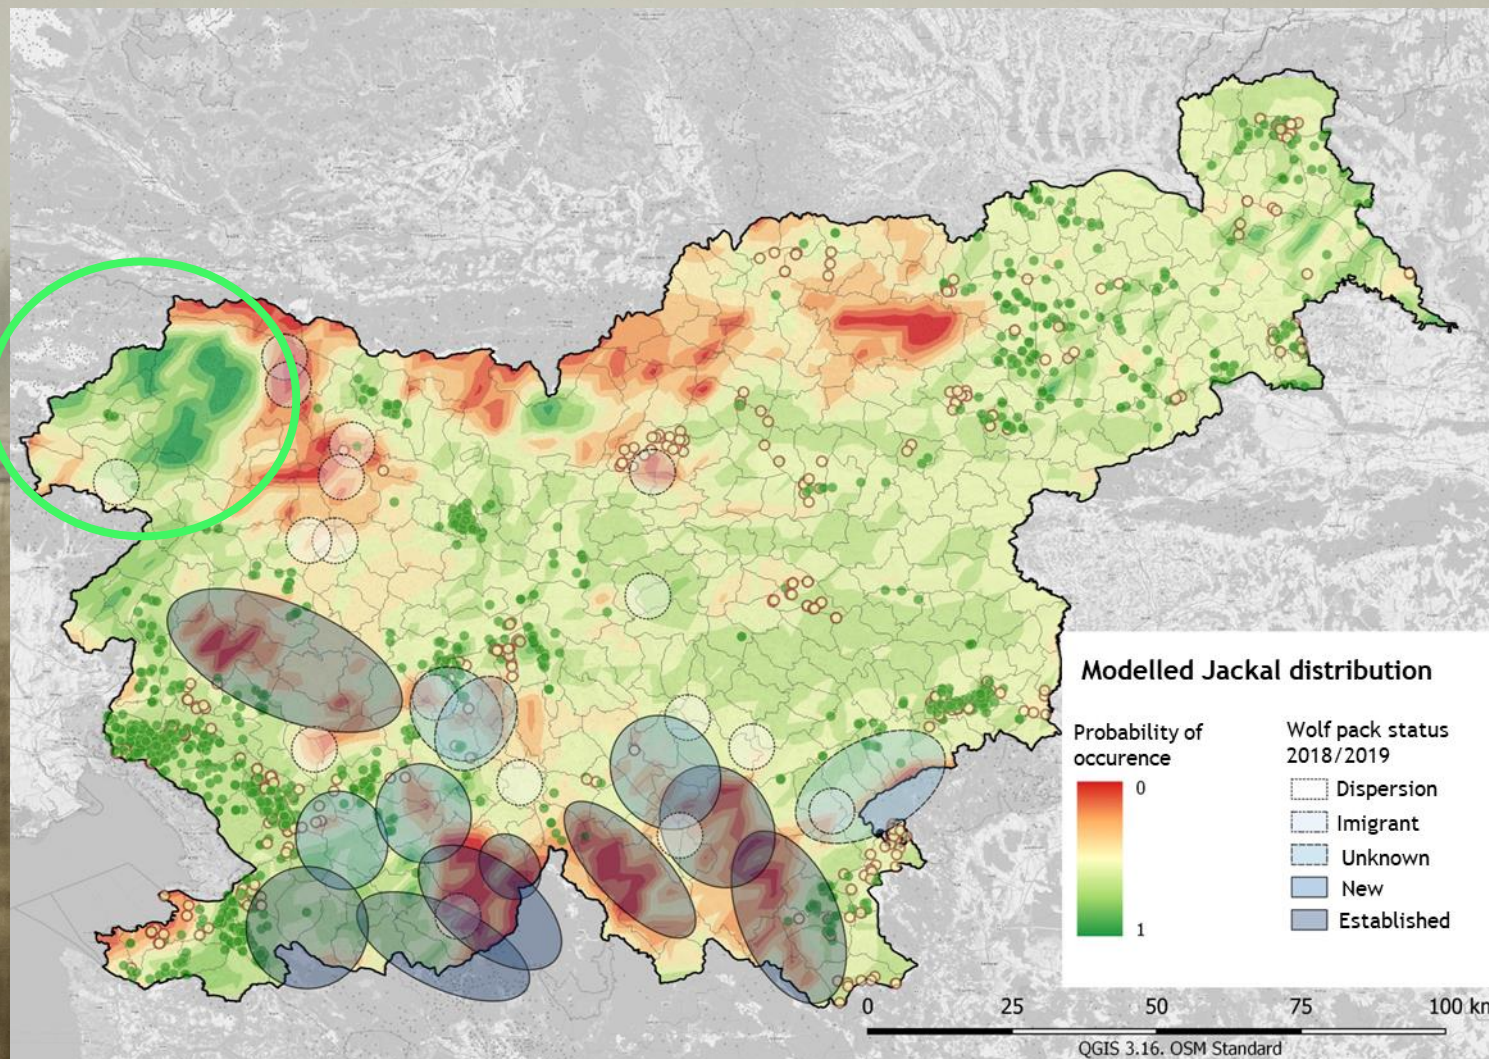 Modelled Jackal distribution
Probability of
occurence
0
1
Wolf pack status
2018/2019
Dispersion
Imigrant
Unknown
New
Established
0 25 50 75 100 km
QGIS 3.16. OSM Standard